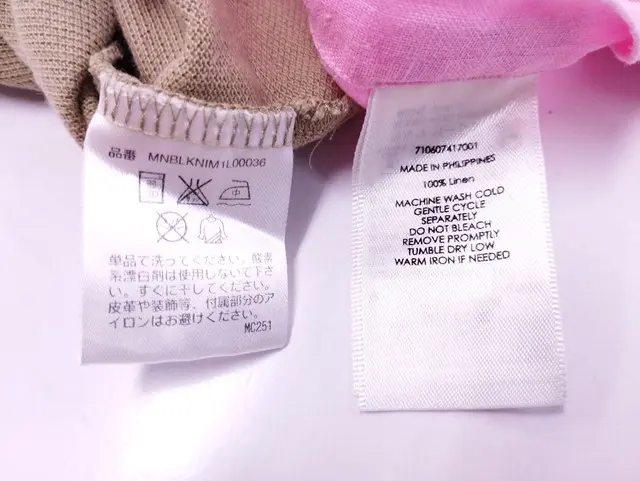 品番 MNBLKNIM1L00036
中
単品で洗ってください。酸素
系漂白剤は使用しないで下さ
い。すぐに干してください。
皮革や装飾等、付属部分のア
イロンはお避けください。
MC251
710607417001
MADE IN PHILIPPINES
100% Linen
MACHINE WASH COLD
GENTLE CYCLE
SEPARATELY
DO NOT BLEACH
REMOVE PROMPTLY
TUMBLE DRY LOW
WARM IRON IF NEEDED